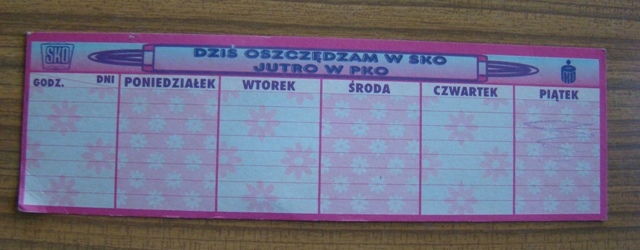 SKO
DZIŚ OSZCZĘDZAM W SKO
JUTRO W PKO
GODZ. DNI PONIEDZIAŁEK WTOREK ŚRODA CZWARTEK PIĄTEK